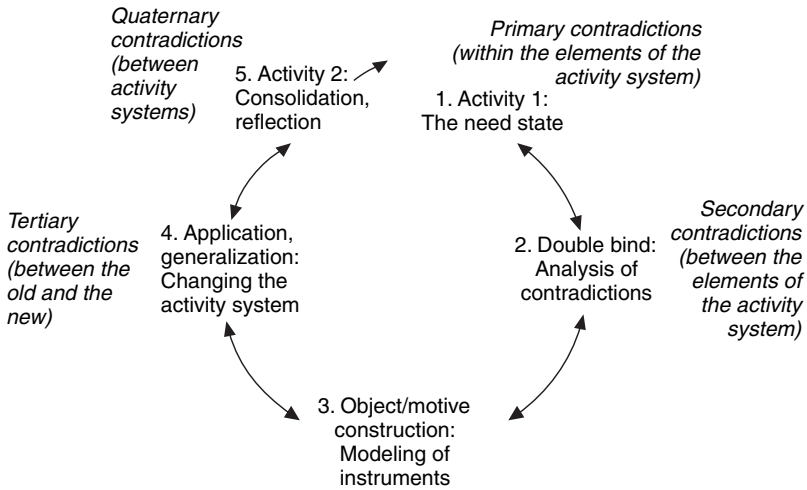 Quaternary
contradictions
(between
activity
systems)
5. Activity 2:
Consolidation,
reflection
Primary contradictions
(within the elements of the
activity system)
1. Activity 1:
The need state
Secondary
contradictions
(between the
elements of
the activity
system)
2. Double bind:
Analysis of
contradictions
3. Object/motive
construction:
Modeling of
instruments
4. Application,
generalization:
Changing the
activity system
Tertiary
contradictions
(between the
old and the
new)